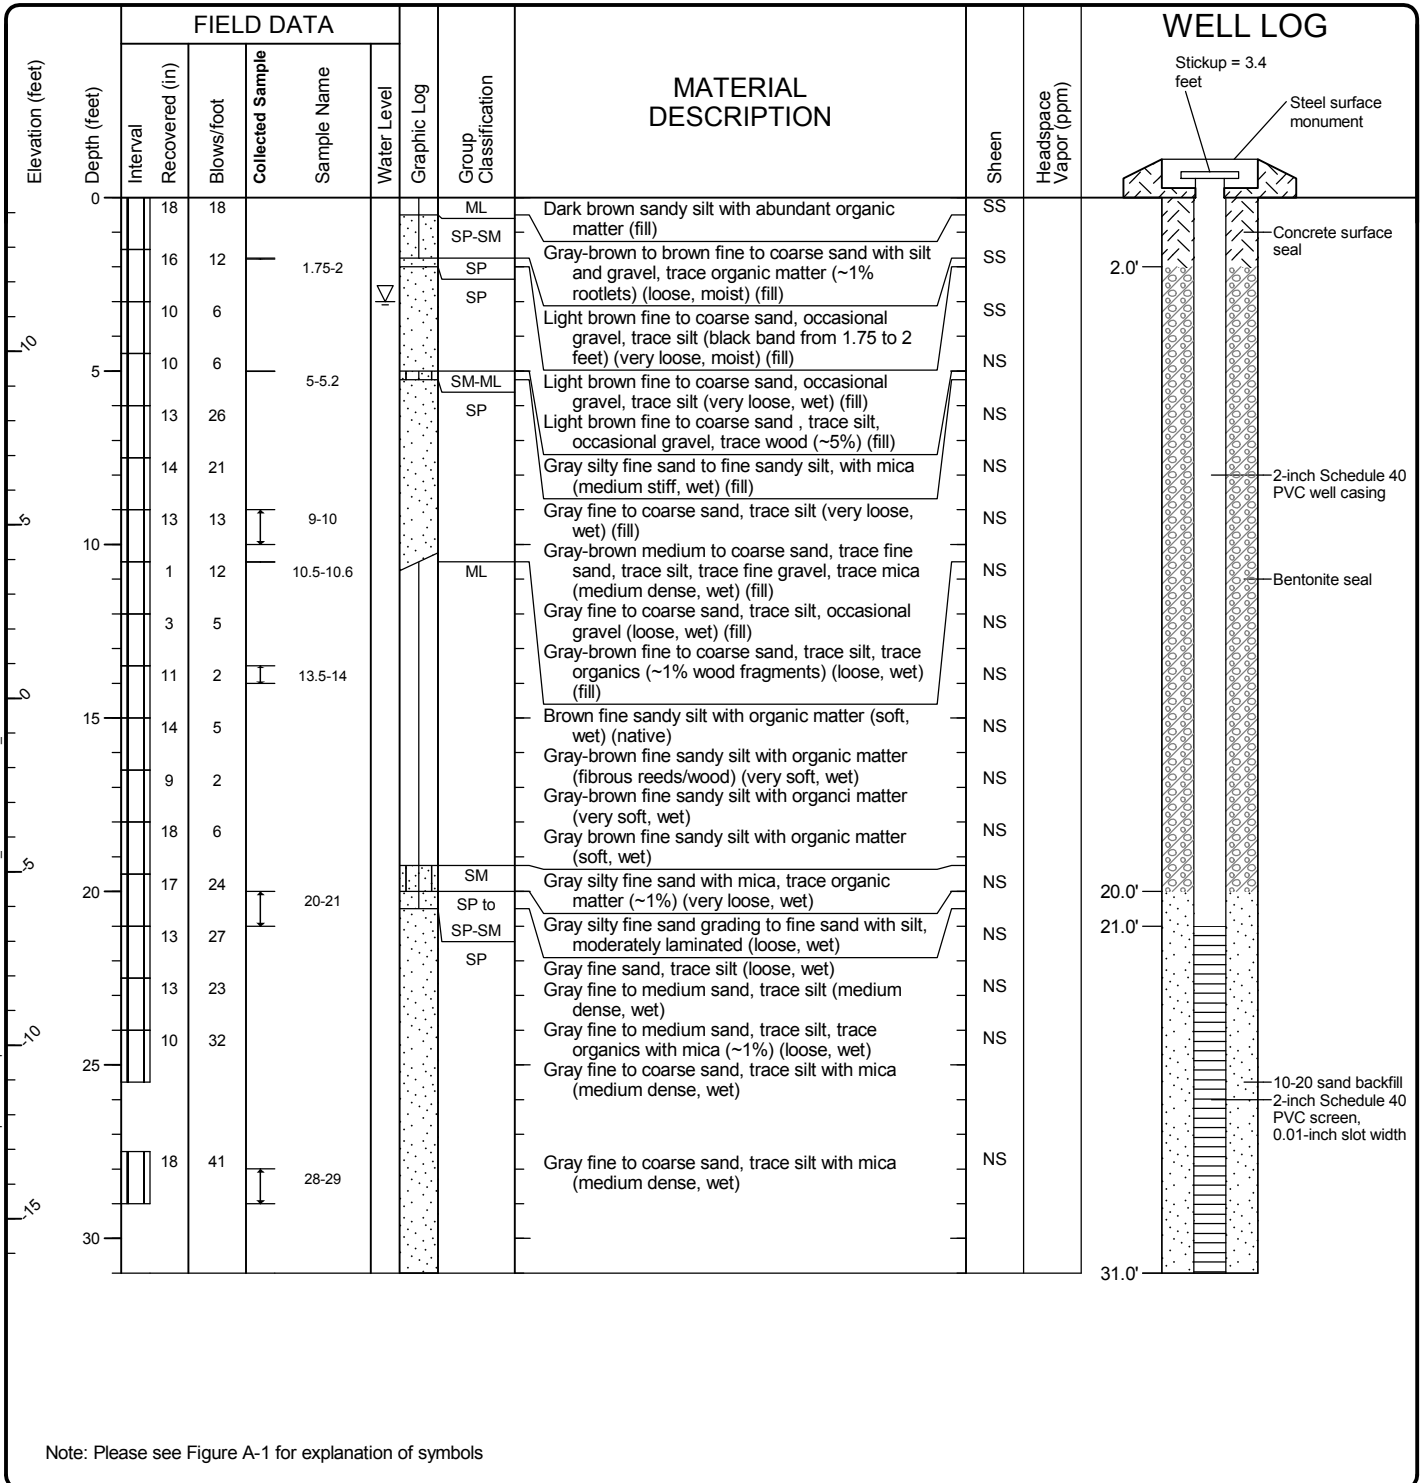 FIELD DATA
WELL LOG
Elevation (feet)
Depth (feet)
Interval
Recovered (in)
Blows/foot
Collected Sample
Sample Name
Water Level
Graphic Log
Group
Classification
MATERIAL
DESCRIPTION
Sheen
Headspace
Vapor (ppm)
Stickup = 3.4
feet
Steel surface
monument
0
18 18
ML
Dark brown sandy silt with abundant organic
matter (fill)
SS
SP-SM
Concrete surface
seal
16 12
1.75-2
SP
Gray-brown to brown fine to coarse sand with silt
and gravel, trace organic matter (~1%
rootlets) (loose, moist) (fill)
SS
2.0'
SP
10 6
Light brown fine to coarse sand, occasional
gravel, trace silt (black band from 1.75 to 2
feet) (very loose, moist) (fill)
SS
10
10 6
NS
5
5-5.2
SM-ML
Light brown fine to coarse sand, occasional
gravel, trace silt (very loose, wet) (fill)
SP
13 26
Light brown fine to coarse sand , trace silt,
occasional gravel, trace wood (~5%) (fill)
NS
14 21
Gray silty fine sand to fine sandy silt, with mica
(medium stiff, wet) (fill)
NS
2-inch Schedule 40
PVC well casing
5
13 13
9-10
Gray fine to coarse sand, trace silt (very loose,
wet) (fill)
NS
10
1 12
10.5-10.6
ML
Gray-brown medium to coarse sand, trace fine
sand, trace silt, trace fine gravel, trace mica
(medium dense, wet) (fill)
NS
Bentonite seal
3 5
Gray fine to coarse sand, trace silt, occasional
gravel (loose, wet) (fill)
NS
0
11 2
13.5-14
Gray-brown fine to coarse sand, trace silt, trace
organics (~1% wood fragments) (loose, wet)
(fill)
NS
15
14 5
Brown fine sandy silt with organic matter (soft,
wet) (native)
NS
9 2
Gray-brown fine sandy silt with organic matter
(fibrous reeds/wood) (very soft, wet)
NS
Gray-brown fine sandy silt with organci matter
(very soft, wet)
18 6
Gray brown fine sandy silt with organic matter
(soft, wet)
NS
-5
17 24
SM
Gray silty fine sand with mica, trace organic
matter (~1%) (very loose, wet)
NS
20
20-21
SP to
SP-SM
20.0'
21.0'
13 27
Gray silty fine sand grading to fine sand with silt,
moderately laminated (loose, wet)
NS
SP
Gray fine sand, trace silt (loose, wet)
13 23
Gray fine to medium sand, trace silt (medium
dense, wet)
NS
-10
10 32
Gray fine to medium sand, trace silt, trace
organics with mica (~1%) (loose, wet)
NS
25
Gray fine to coarse sand, trace silt with mica
(medium dense, wet)
10-20 sand backfill
2-inch Schedule 40
PVC screen,
0.01-inch slot width
18 41
28-29
Gray fine to coarse sand, trace silt with mica
(medium dense, wet)
NS
-15
30
31.0'
Note: Please see Figure A-1 for explanation of symbols